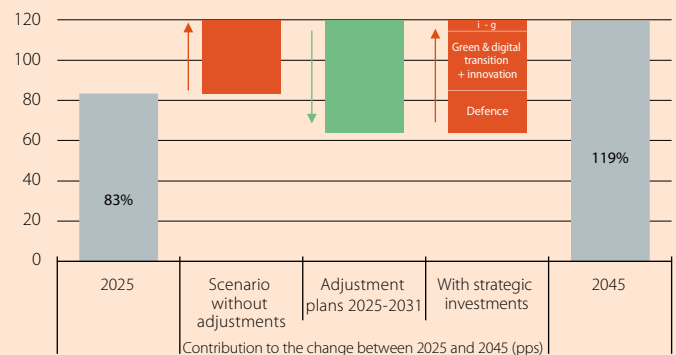 120
100
80
60
40
20
0
83%
i - g
Green & digital
transition
+ innovation
Defence
119%
2025
Scenario
without
adjustments
Adjustment
plans 2025-2031
With strategic
investments
2045
Contribution to the change between 2025 and 2045 (pps)